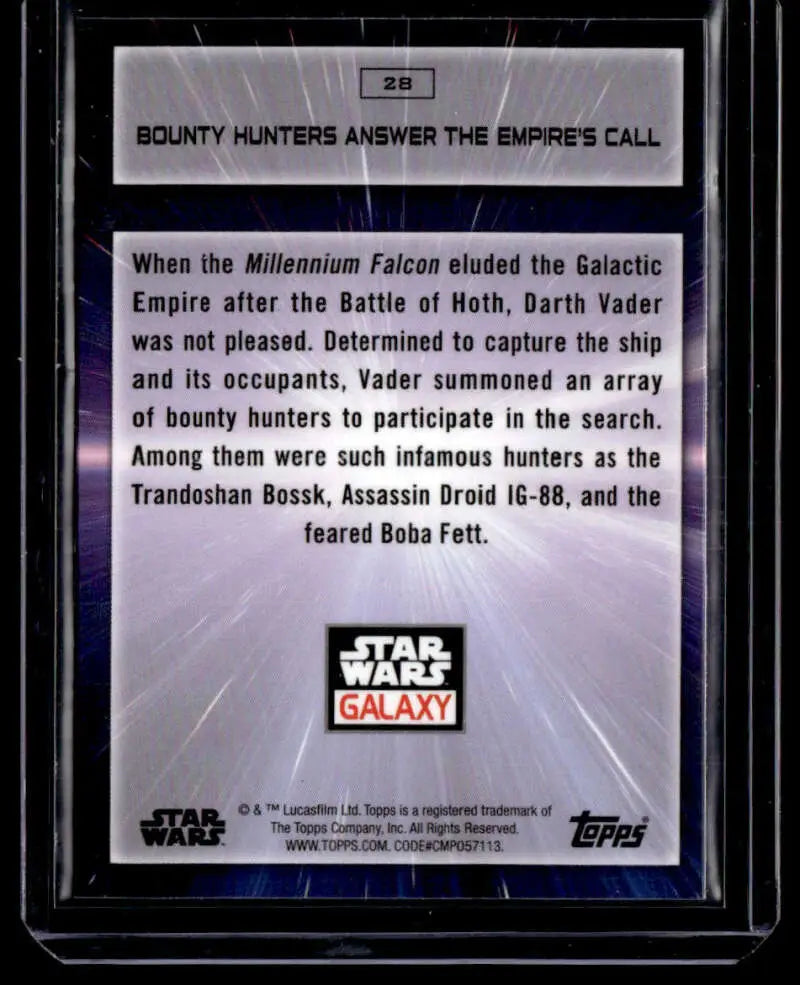 28
BOUNTY HUNTERS ANSWER THE EMPIRE'S CALL
When the Millennium Falcon eluded the Galactic
Empire after the Battle of Hoth, Darth Vader
was not pleased. Determined to capture the ship
and its occupants, Vader summoned an array
of bounty hunters to participate in the search.
Among them were such infamous hunters as the
Trandoshan Bossk, Assassin Droid IG-88, and the
feared Boba Fett.
STAR
WARS
GALAXY
STAR
WARS
© & ™ Lucasfilm Ltd. Topps is a registered trademark of
The Topps Company, Inc. All Rights Reserved.
WWW.TOPPS.COM. CODE#CMP057113.
topps®